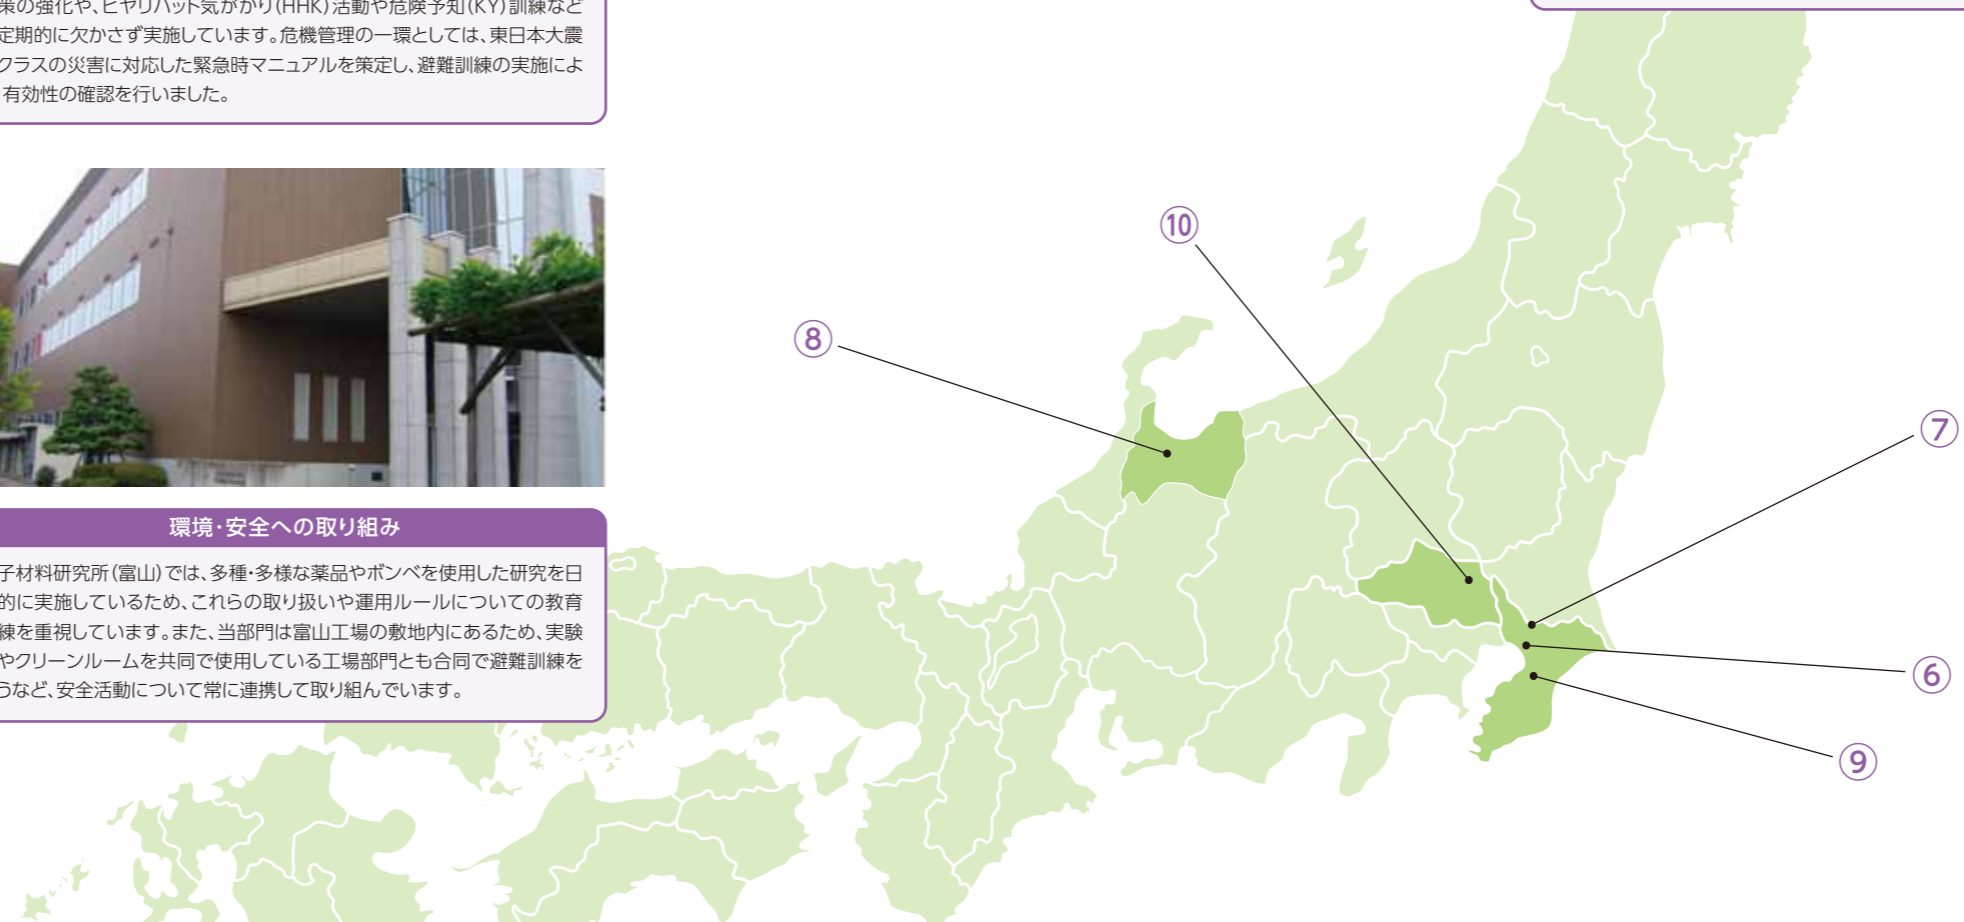 策の強化や、ヒヤリハット気がかり(HHK)活動や危険予知(KY)訓練など
定期的に欠かさず実施しています。危機管理の一環としては、東日本大震
クラスの災害に対応した緊急時マニュアルを策定し、避難訓練の実施によ
有効性の確認を行いました。
環境・安全への取り組み
子材料研究所(富山)では、多種・多様な薬品やボンベを使用した研究を日
的に実施しているため、これらの取り扱いや運用ルールについての教育
練を重視しています。また、当部門は富山工場の敷地内にあるため、実験
やクリーンルームを共同で使用している工場部門とも合同で避難訓練を
うなど、安全活動について常に連携して取り組んでいます。
⑩
⑧
⑦
⑥
⑨